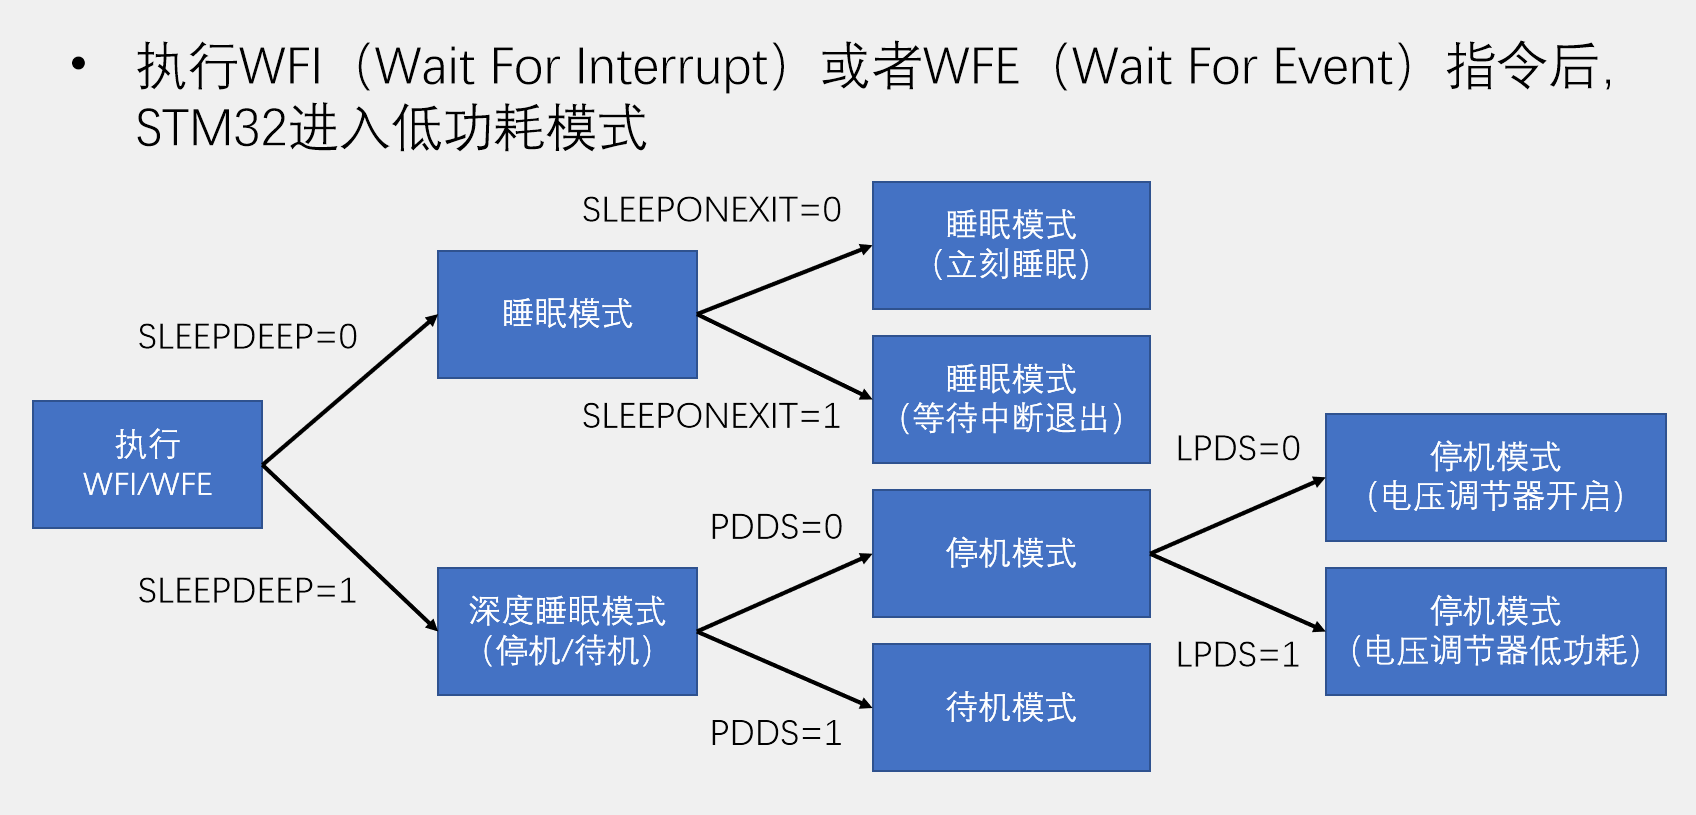 • 执行WFI（Wait For Interrupt）或者WFE（Wait For Event）指令后，
STM32进入低功耗模式
SLEEPONEXIT=0
睡眠模式
（立刻睡眠）
SLEEPDEEP=0
睡眠模式
睡眠模式
（等待中断退出）
SLEEPONEXIT=1
执行
WFI/WFE
LPDS=0
停机模式
（电压调节器开启）
PDDS=0
停机模式
SLEEPDEEP=1
深度睡眠模式
（停机/待机）
停机模式
（电压调节器低功耗）
LPDS=1
PDDS=1
待机模式